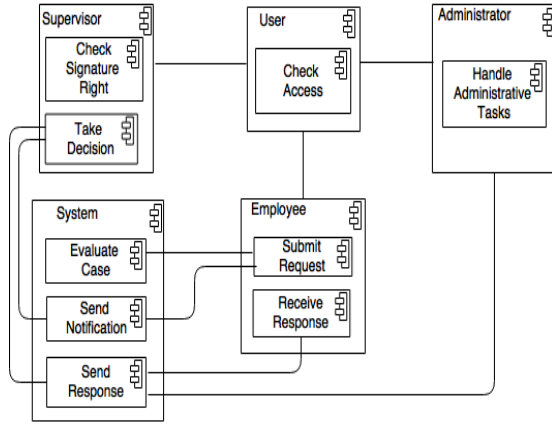 Supervisor
Check
Signature
Right
Take
Decision
User
Check
Access
Administrator
Handle
Administrative
Tasks
System
Evaluate
Case
Send
Notification
Send
Response
Employee
Submit
Request
Receive
Response